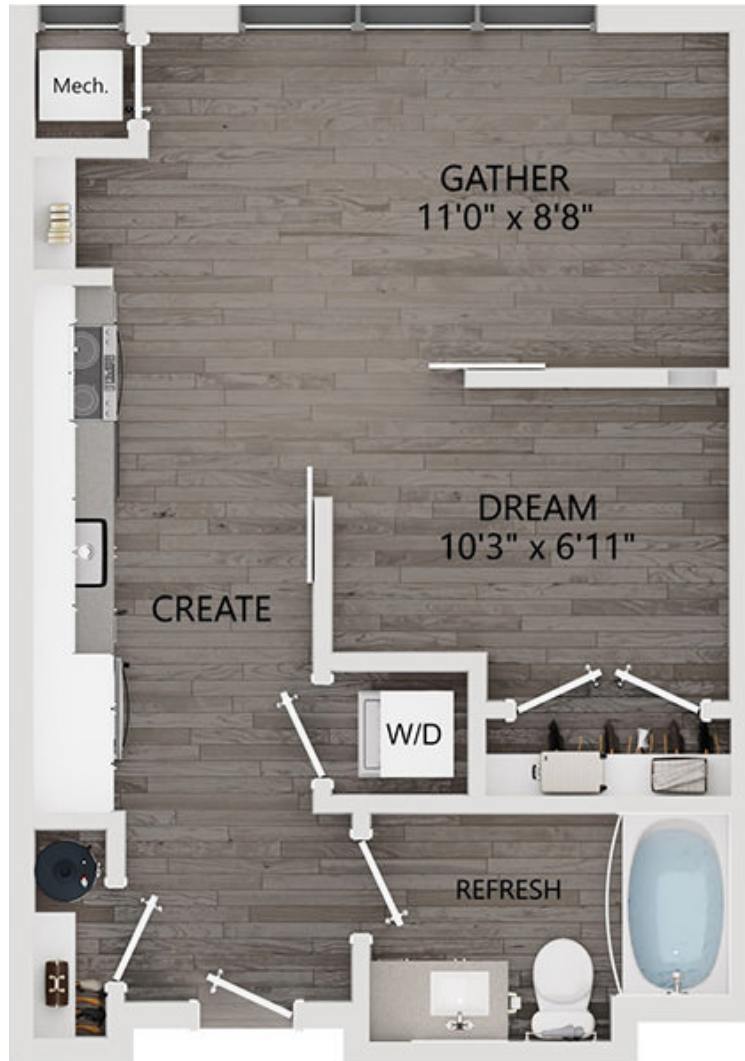 Mech.
GATHER
11'0" x 8'8"
DREAM
10'3" x 6'11"
CREATE
W/D
REFRESH